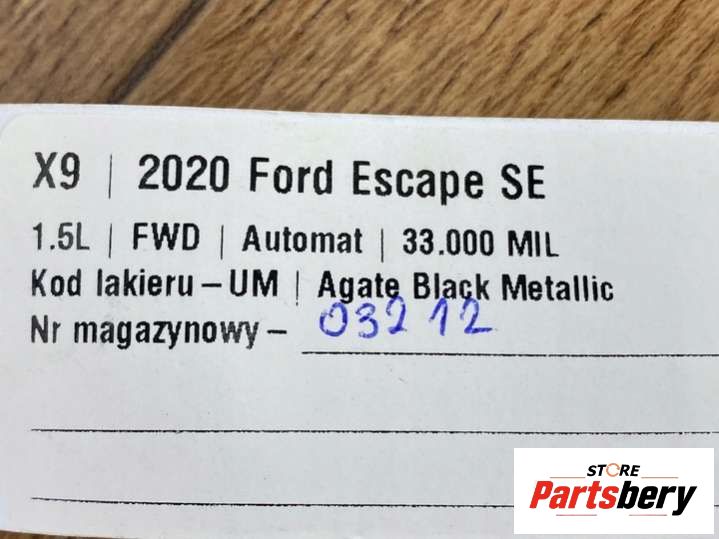 X9 | 2020 Ford Escape SE
1.5L | FWD | Automat | 33.000 MIL
Kod lakieru – UM | Agate Black Metallic
Nr magazynowy – 03212
STORE
Partsbery